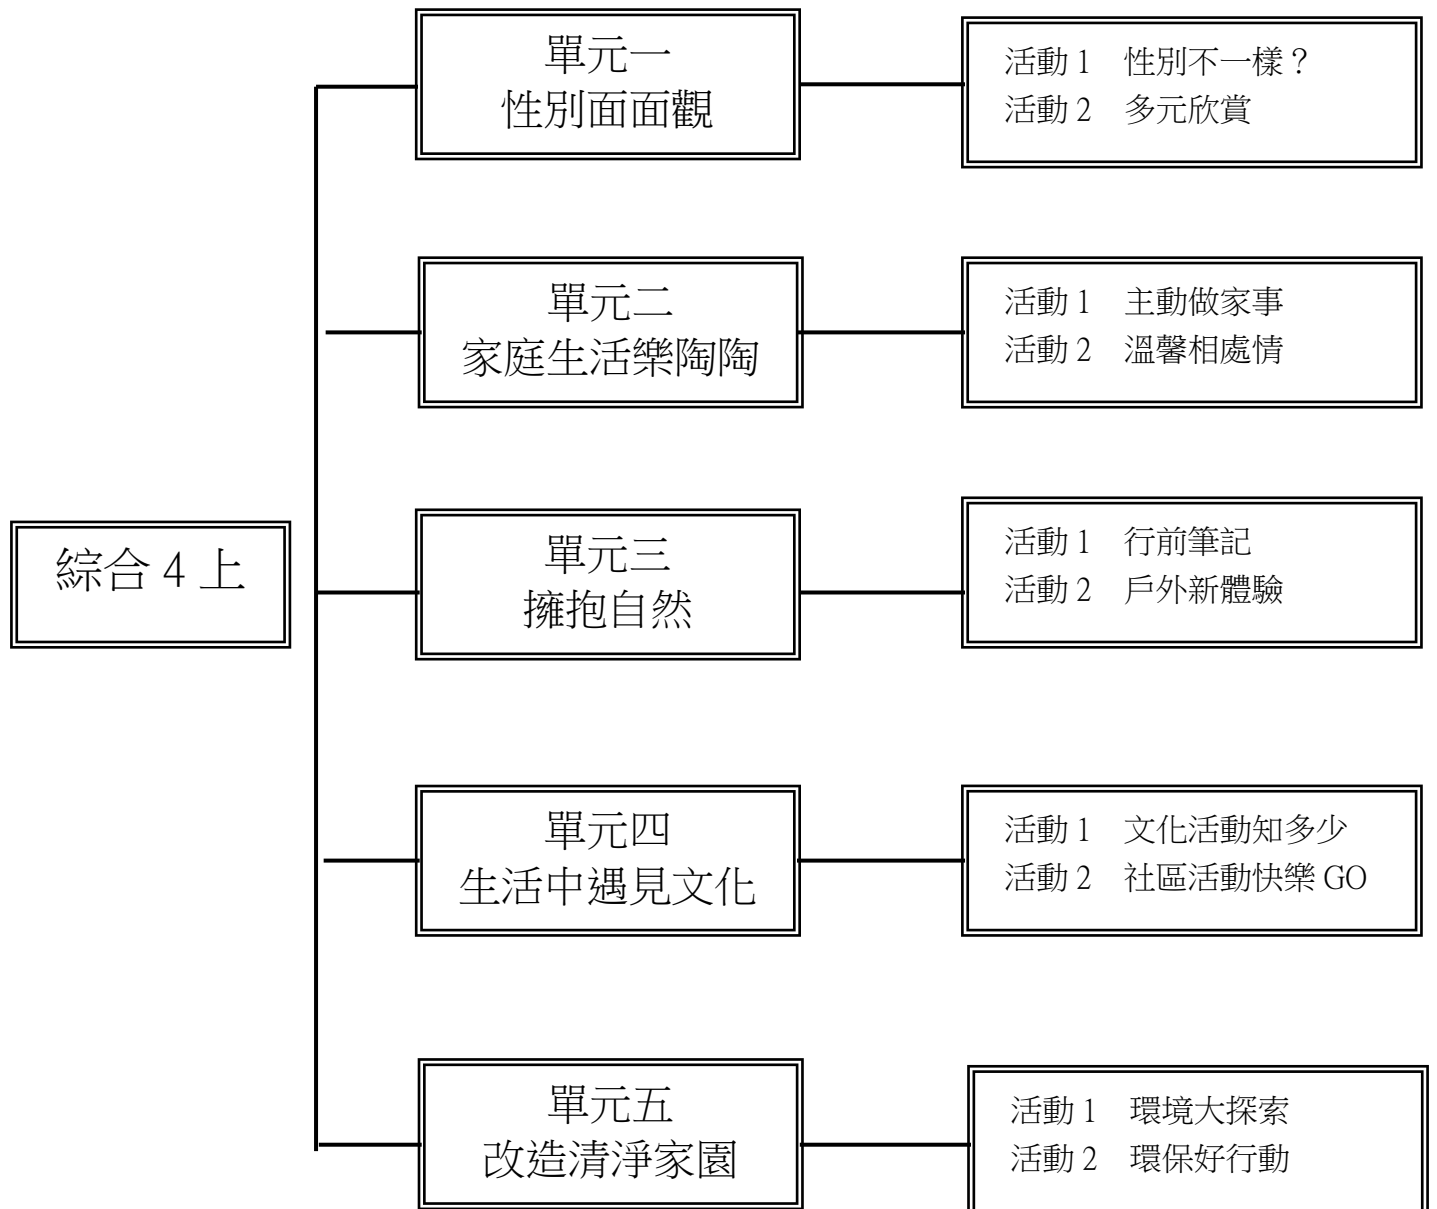 綜合 4 上
單元一
性別面面觀
活動 1　性別不一樣？
活動 2　多元欣賞
單元二
家庭生活樂陶陶
活動 1　主動做家事
活動 2　溫馨相處情
單元三
擁抱自然
活動 1　行前筆記
活動 2　戶外新體驗
單元四
生活中遇見文化
活動 1　文化活動知多少
活動 2　社區活動快樂 GO
單元五
改造清淨家園
活動 1　環境大探索
活動 2　環保好行動